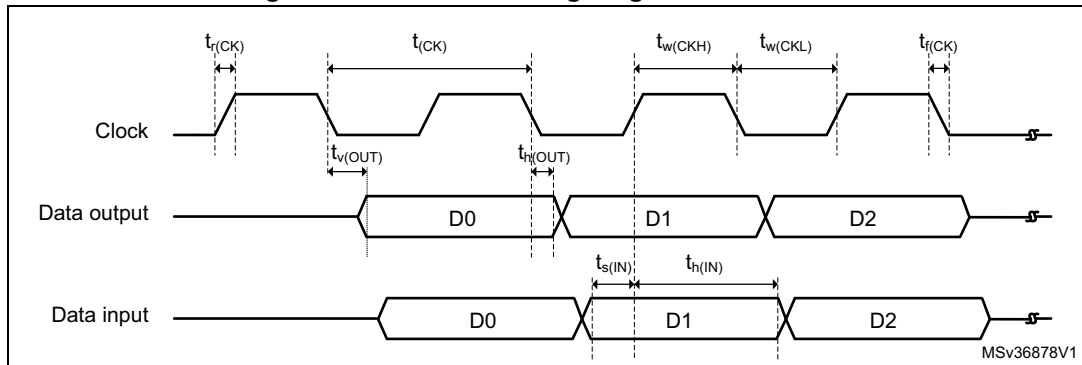 t_r(CK) t_(CK) t_w(CKH) t_w(CKL) t_f(CK)
Clock
t_v(OUT) t_h(OUT)
Data output D0 D1 D2
t_s(IN) t_h(IN)
Data input D0 D1 D2
MSv36878V1